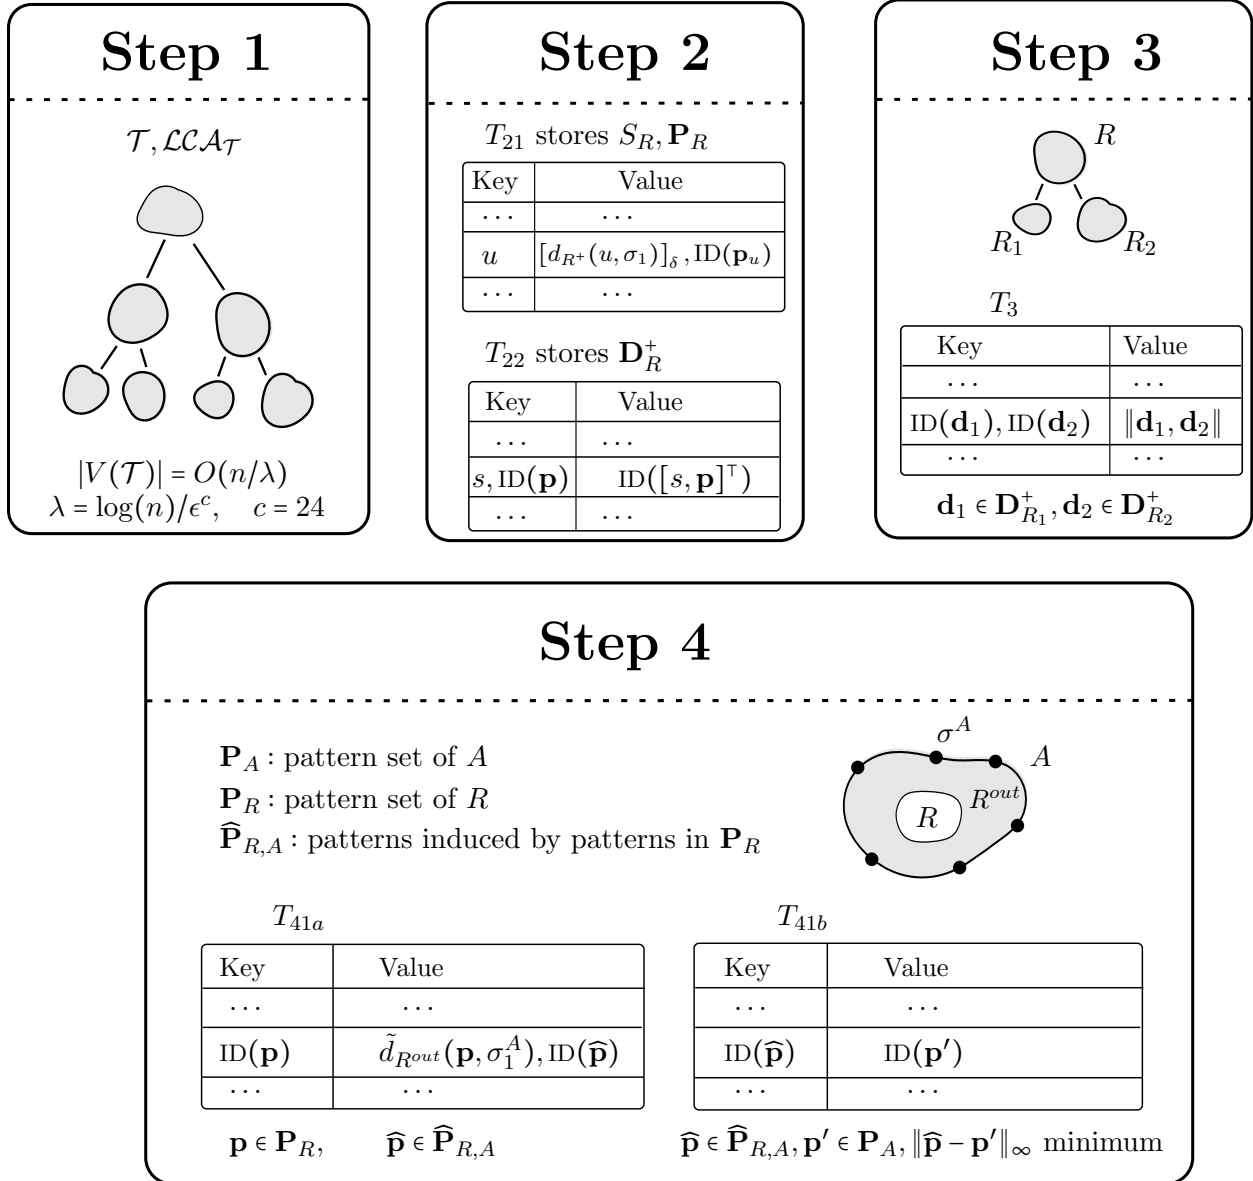 Step 1
𝒯, ℒ𝒞𝒜_𝒯
|V(𝒯)| = O(n/λ)
λ = log(n)/ϵ^c, c = 24
Step 2
T_21 stores S_R, 𝐏_R
Key Value
⋯ ⋯
u [d_{R^+}(u, σ_1)]_δ, ID(𝐩_u)
⋯ ⋯
T_22 stores 𝐃_R^+
Key Value
⋯ ⋯
s, ID(𝐩) ID([s, 𝐩]^⊤)
⋯ ⋯
Step 3
R
R_1 R_2
T_3
Key Value
⋯ ⋯
ID(𝐝_1), ID(𝐝_2) ‖𝐝_1, 𝐝_2‖
⋯ ⋯
𝐝_1 ∈ 𝐃_{R_1}^+, 𝐝_2 ∈ 𝐃_{R_2}^+
Step 4
𝐏_A : pattern set of A
𝐏_R : pattern set of R
𝐏̂_{R,A} : patterns induced by patterns in 𝐏_R
σ^A
A
R^{out}
R
T_{41a}
Key Value
⋯ ⋯
ID(𝐩) d̃_{R^{out}}(𝐩, σ_1^A), ID(𝐩̂)
⋯ ⋯
𝐩 ∈ 𝐏_R, 𝐩̂ ∈ 𝐏̂_{R,A}
T_{41b}
Key Value
⋯ ⋯
ID(𝐩̂) ID(𝐩′)
⋯ ⋯
𝐩̂ ∈ 𝐏̂_{R,A}, 𝐩′ ∈ 𝐏_A, ‖𝐩̂ − 𝐩′‖_∞ minimum